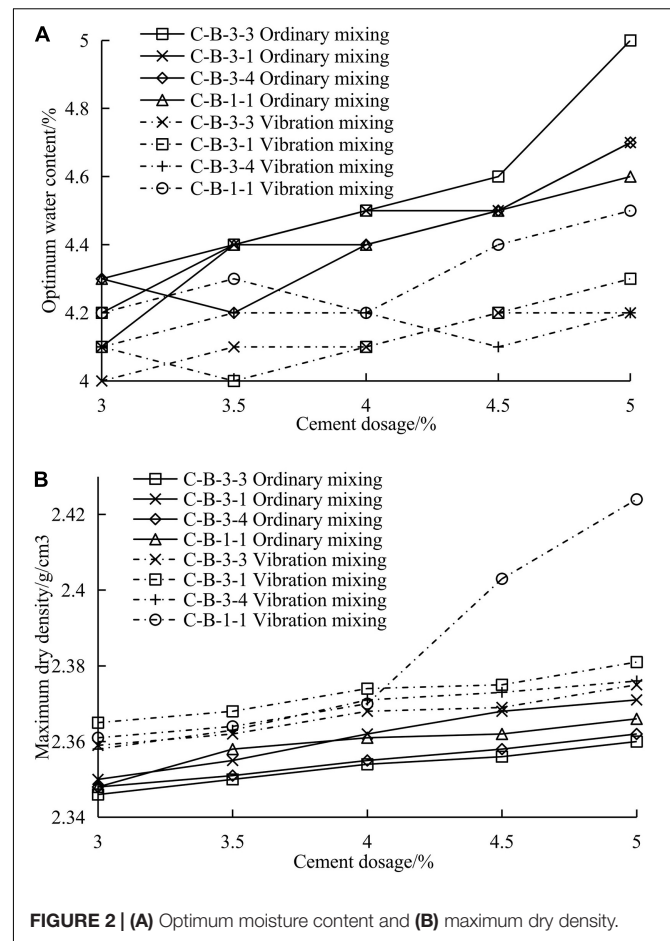 A
C-B-3-3 Ordinary mixing
C-B-3-1 Ordinary mixing
C-B-3-4 Ordinary mixing
C-B-1-1 Ordinary mixing
C-B-3-3 Vibration mixing
C-B-3-1 Vibration mixing
C-B-3-4 Vibration mixing
C-B-1-1 Vibration mixing
Optimum water content/%
5
4.8
4.6
4.4
4.2
4
3 3.5 4 4.5 5
Cement dosage/%
B
C-B-3-3 Ordinary mixing
C-B-3-1 Ordinary mixing
C-B-3-4 Ordinary mixing
C-B-1-1 Ordinary mixing
C-B-3-3 Vibration mixing
C-B-3-1 Vibration mixing
C-B-3-4 Vibration mixing
C-B-1-1 Vibration mixing
Maximum dry density/g/cm3
2.42
2.4
2.38
2.36
2.34
3 3.5 4 4.5 5
Cement dosage/%
FIGURE 2 | (A) Optimum moisture content and (B) maximum dry density.